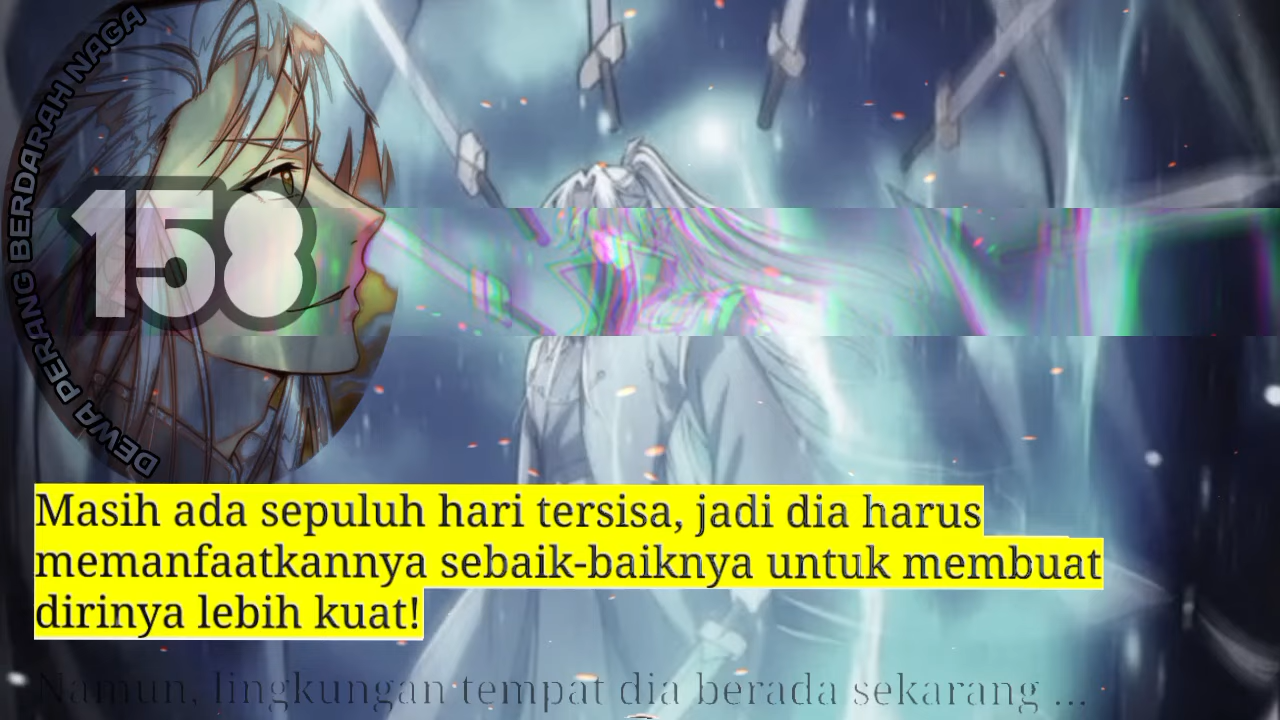 DEWA PERANG BERDARAH NAGA
158
Masih ada sepuluh hari tersisa, jadi dia harus
memanfaatkannya sebaik-baiknya untuk membuat
dirinya lebih kuat!
Namun, lingkungan tempat dia berada sekarang ...